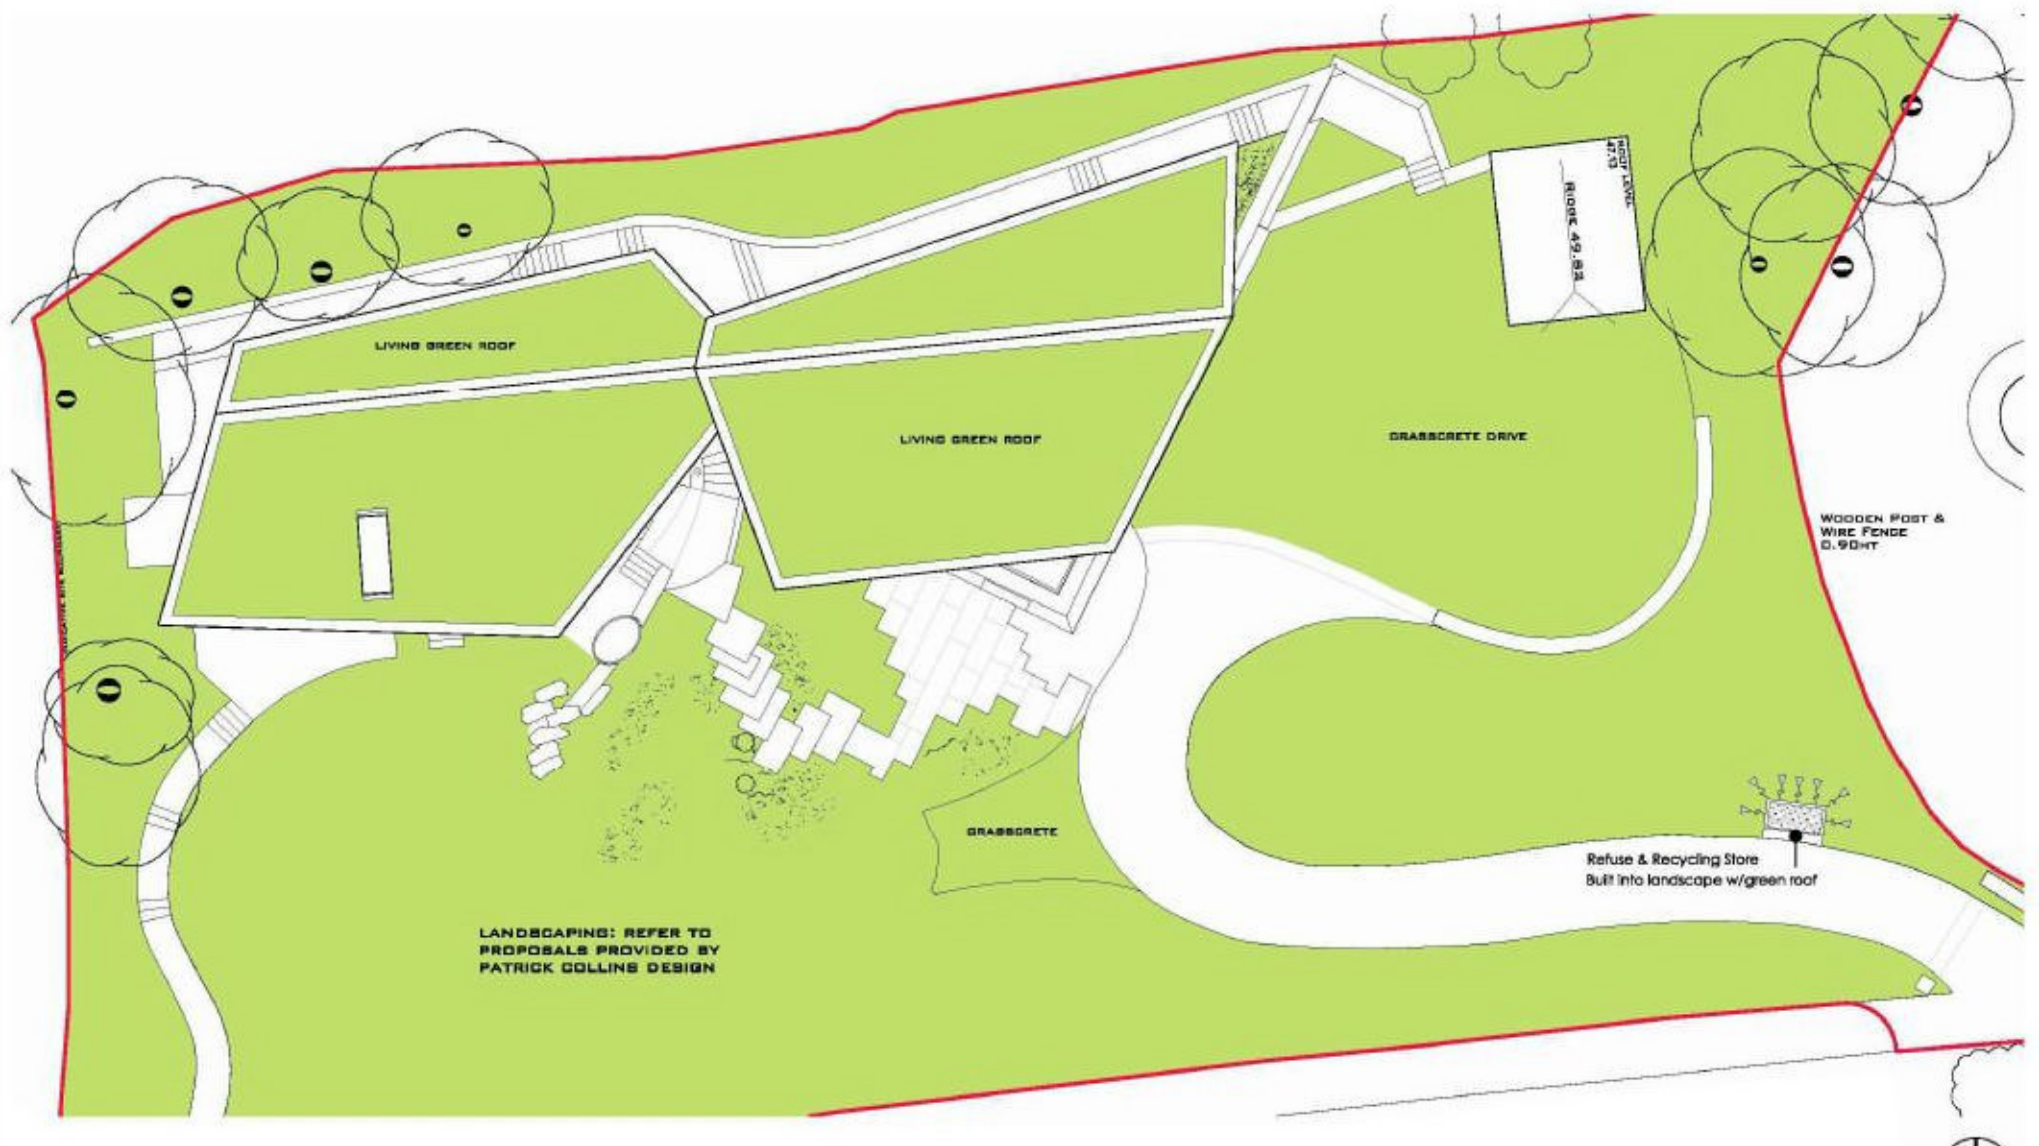 ROOF LEVEL
47.13
RIDGE 49.82
LIVING GREEN ROOF
LIVING GREEN ROOF
GRASSCRETE DRIVE
WOODEN POST &
WIRE FENCE
0.90HT
GRASSCRETE
Refuse & Recycling Store
Built into landscape w/green roof
LANDSCAPING: REFER TO
PROPOSALS PROVIDED BY
PATRICK COLLINS DESIGN